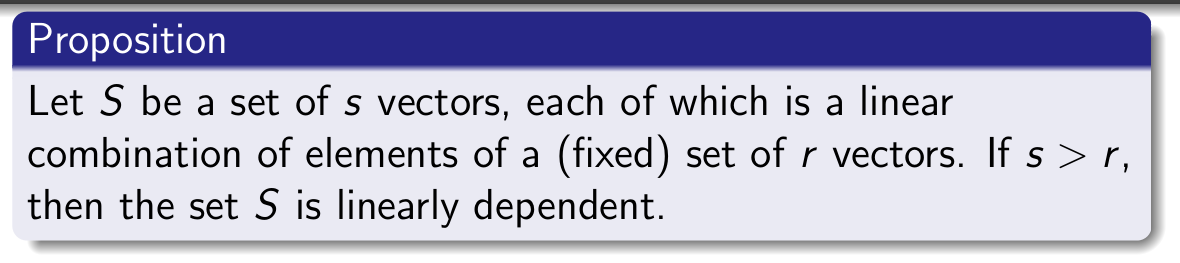 Proposition
Let S be a set of s vectors, each of which is a linear
combination of elements of a (fixed) set of r vectors. If s > r,
then the set S is linearly dependent.